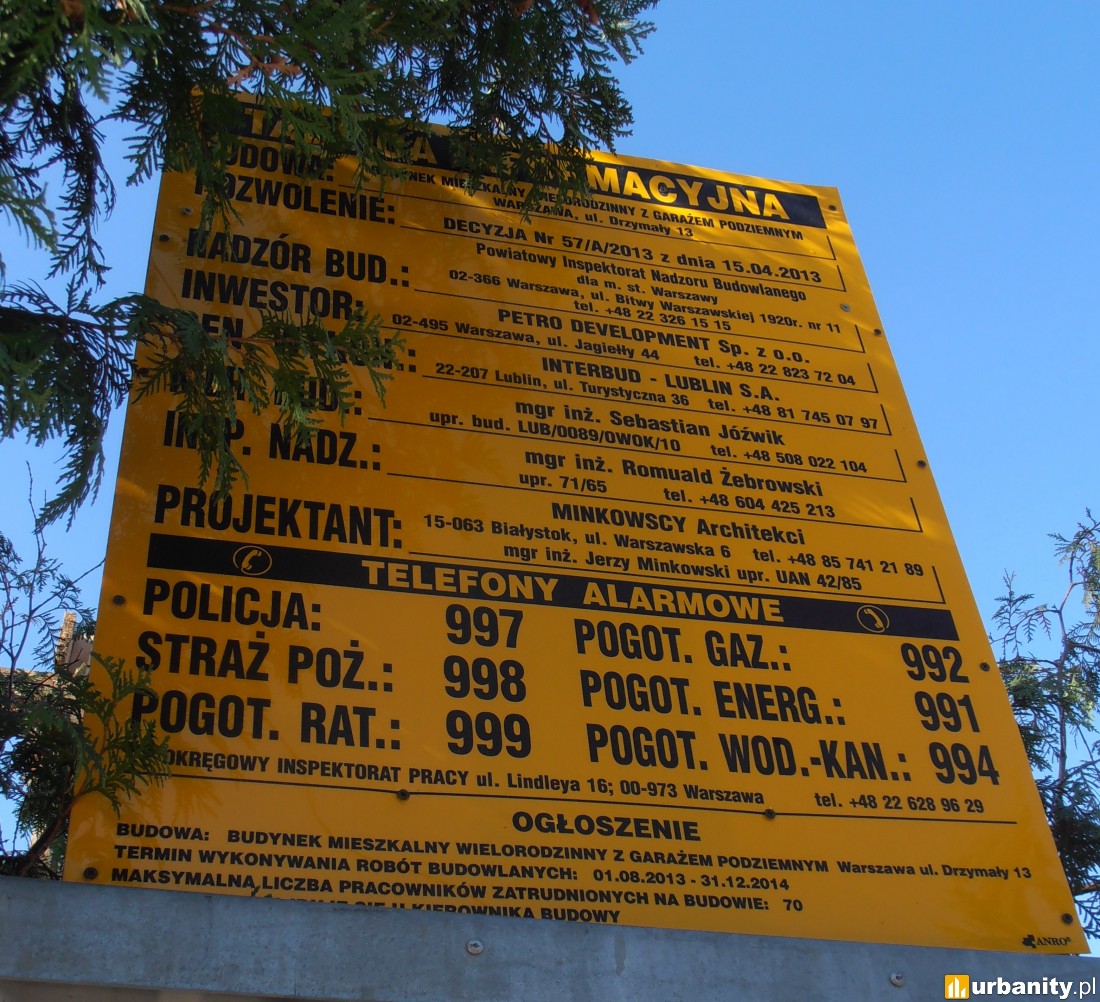 MACYJNA
BUDOWA: MIESZKALNY WIELORODZINNY Z GARAŻEM PODZIEMNYM
WARSZAWA, ul. Drzymały 13
POZWOLENIE: DECYZJA Nr 57/A/2013 z dnia 15.04.2013
NADZÓR BUD.: Powiatowy Inspektorat Nadzoru Budowlanego
dla m. st. Warszawy
02-366 Warszawa, ul. Bitwy Warszawskiej 1920r. nr 11
tel. +48 22 326 15 15
INWESTOR: PETRO DEVELOPMENT Sp. z o.o.
02-495 Warszawa, ul. Jagiełły 44 tel. +48 22 823 72 04
INTERBUD - LUBLIN S.A.
22-207 Lublin, ul. Turystyczna 36 tel. +48 81 745 07 97
mgr inż. Sebastian Jóźwik
upr. bud. LUB/0089/OWOK/10 tel. +48 508 022 104
INSP. NADZ.: mgr inż. Romuald Żebrowski
upr. 71/65 tel. +48 604 425 213
PROJEKTANT: MINKOWSCY Architekci
15-063 Białystok, ul. Warszawska 6 tel. +48 85 741 21 89
mgr inż. Jerzy Minkowski upr. UAN 42/85
TELEFONY ALARMOWE
POLICJA: 997 POGOT. GAZ.: 992
STRAŻ POŻ.: 998 POGOT. ENERG.: 991
POGOT. RAT.: 999 POGOT. WOD.-KAN.: 994
OKRĘGOWY INSPEKTORAT PRACY ul. Lindleya 16; 00-973 Warszawa tel. +48 22 628 96 29
OGŁOSZENIE
BUDOWA: BUDYNEK MIESZKALNY WIELORODZINNY Z GARAŻEM PODZIEMNYM Warszawa ul. Drzymały 13
TERMIN WYKONYWANIA ROBÓT BUDOWLANYCH: 01.08.2013 - 31.12.2014
MAKSYMALNĄ LICZBA PRACOWNIKÓW ZATRUDNIONYCH NA BUDOWIE: 70
SIĘ U KIEROWNIKA BUDOWY
ANRO
urbanity.pl